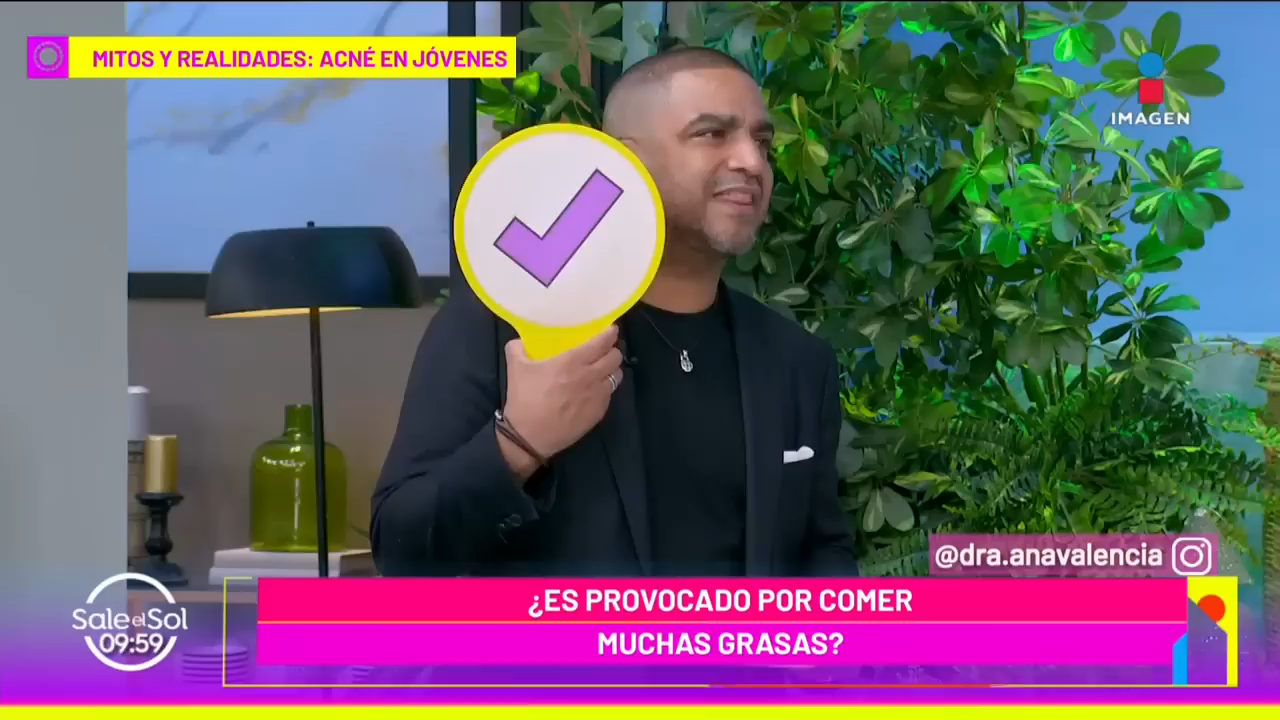 MITOS Y REALIDADES: ACNÉ EN JÓVENES
IMAGEN
@dra.anavalencia
¿ES PROVOCADO POR COMER
MUCHAS GRASAS?
Sale el Sol
09:59